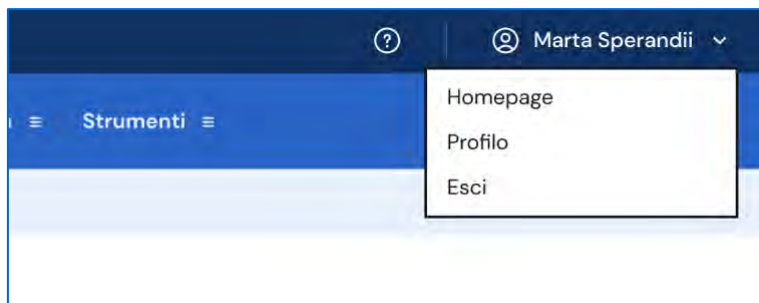 Marta Sperandii
Strumenti
Homepage
Profilo
Esci